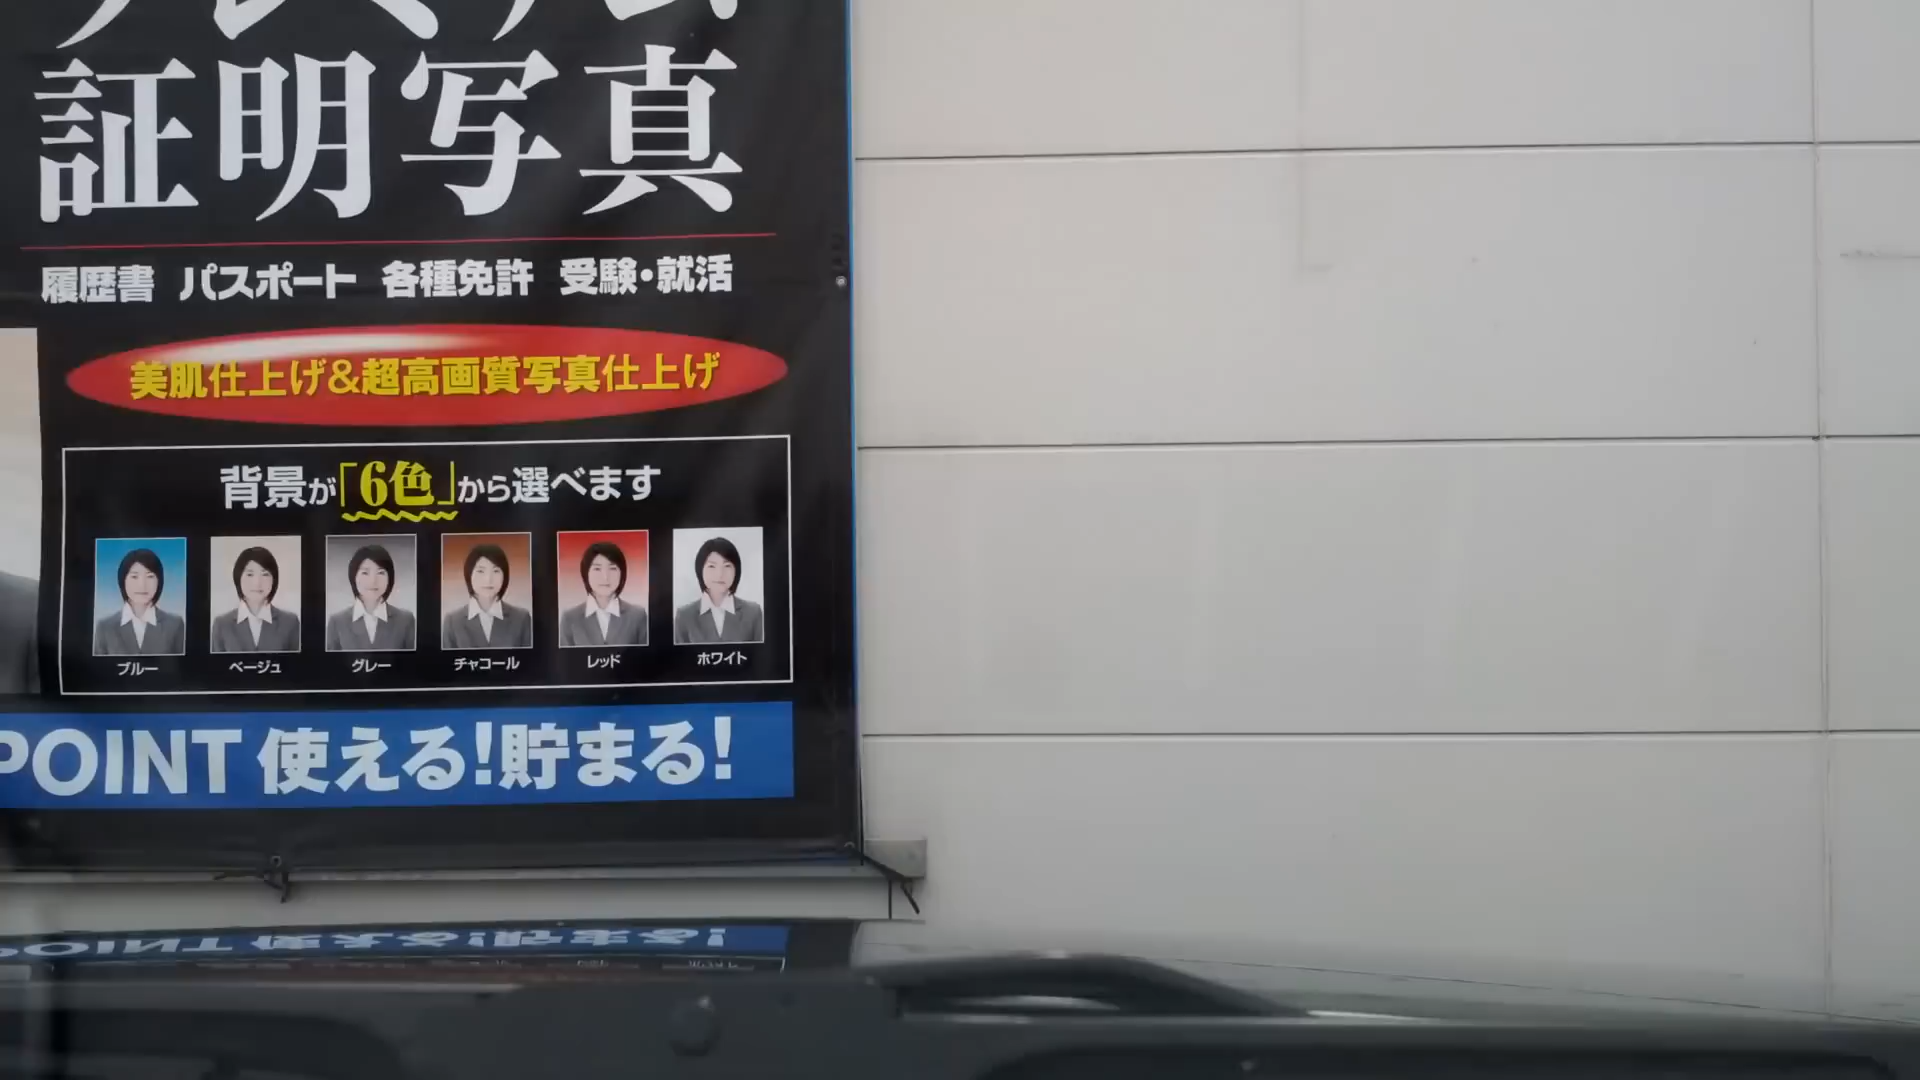 証明写真
履歴書 パスポート 各種免許 受験・就活
美肌仕上げ&超高画質写真仕上げ
背景が「6色」から選べます
ブルー ベージュ グレー チャコール レッド ホワイト
POINT 使える!貯まる!